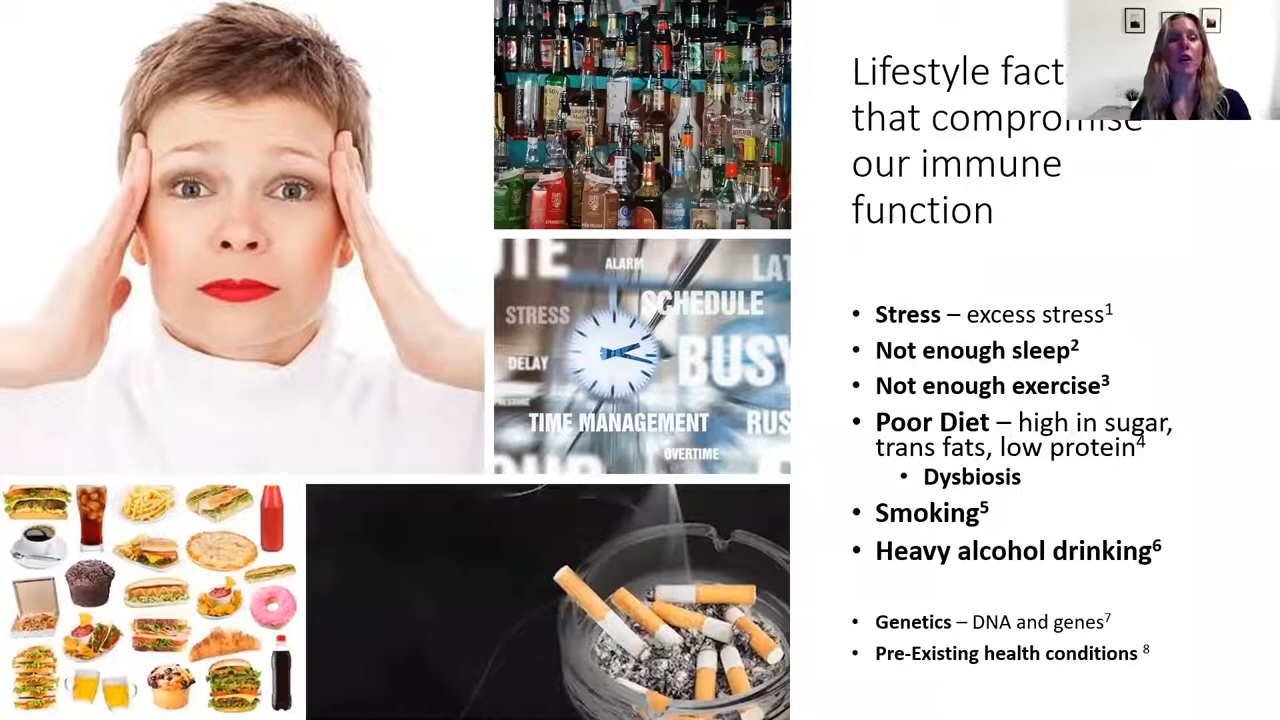 Lifestyle fact
that compromise
our immune
function
• Stress – excess stress¹
• Not enough sleep²
• Not enough exercise³
• Poor Diet – high in sugar,
trans fats, low protein⁴
• Dysbiosis
• Smoking⁵
• Heavy alcohol drinking⁶
• Genetics – DNA and genes⁷
• Pre-Existing health conditions ⁸
ALARM
SCHEDULE
STRESS
BUSY
DELAY
TIME MANAGEMENT
OVERTIME